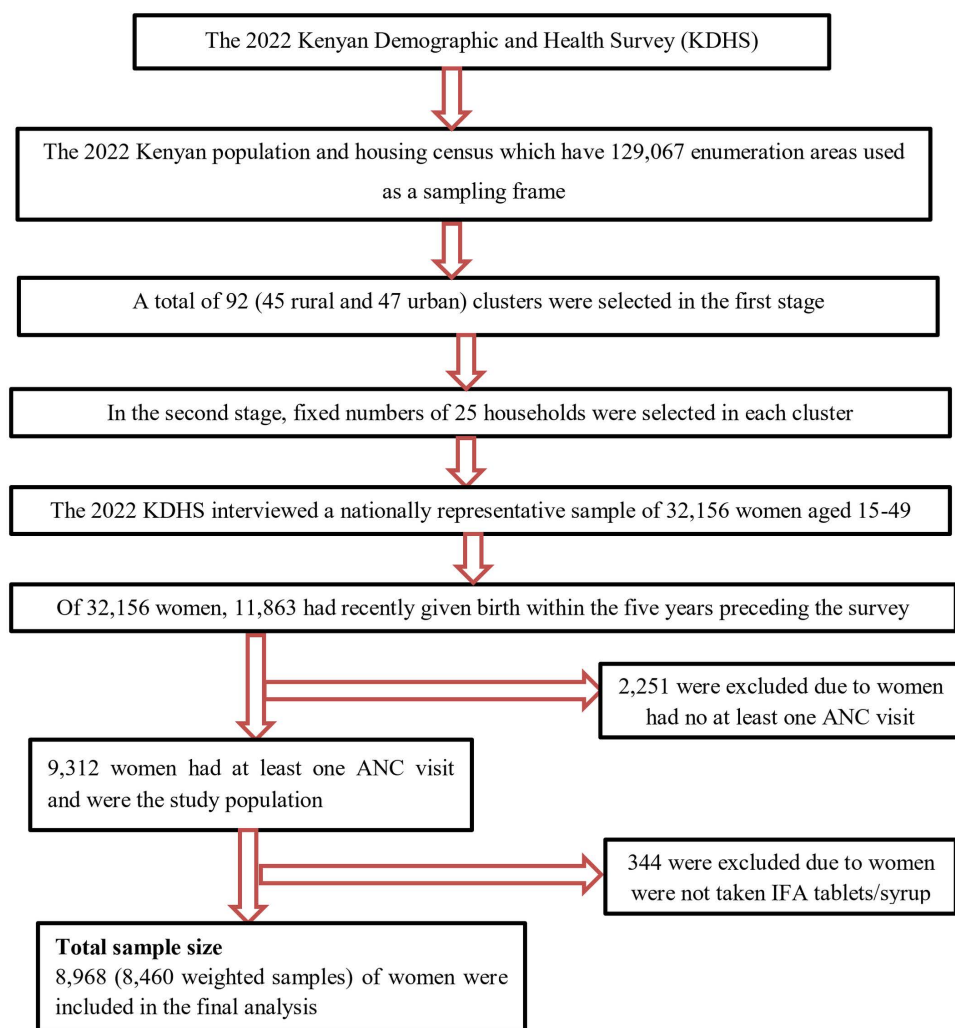 The 2022 Kenyan Demographic and Health Survey (KDHS)
The 2022 Kenyan population and housing census which have 129,067 enumeration areas used
as a sampling frame
A total of 92 (45 rural and 47 urban) clusters were selected in the first stage
In the second stage, fixed numbers of 25 households were selected in each cluster
The 2022 KDHS interviewed a nationally representative sample of 32,156 women aged 15-49
Of 32,156 women, 11,863 had recently given birth within the five years preceding the survey
2,251 were excluded due to women
had no at least one ANC visit
9,312 women had at least one ANC visit
and were the study population
344 were excluded due to women
were not taken IFA tablets/syrup
Total sample size
8,968 (8,460 weighted samples) of women were
included in the final analysis